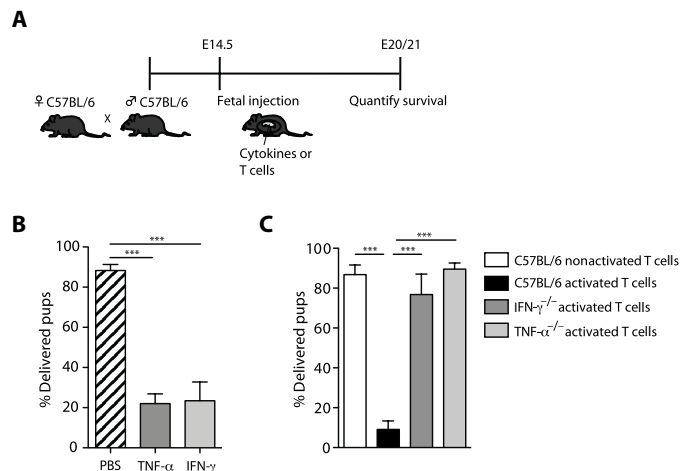 A
E14.5
E20/21
♀ C57BL/6
x
♂ C57BL/6
Fetal injection
Quantify survival
Cytokines or
T cells
B
% Delivered pups
100
80
60
40
20
0
***
***
PBS
TNF-α
IFN-γ
C
% Delivered pups
100
80
60
40
20
0
***
***
***
C57BL/6 nonactivated T cells
C57BL/6 activated T cells
IFN-γ−/− activated T cells
TNF-α−/− activated T cells